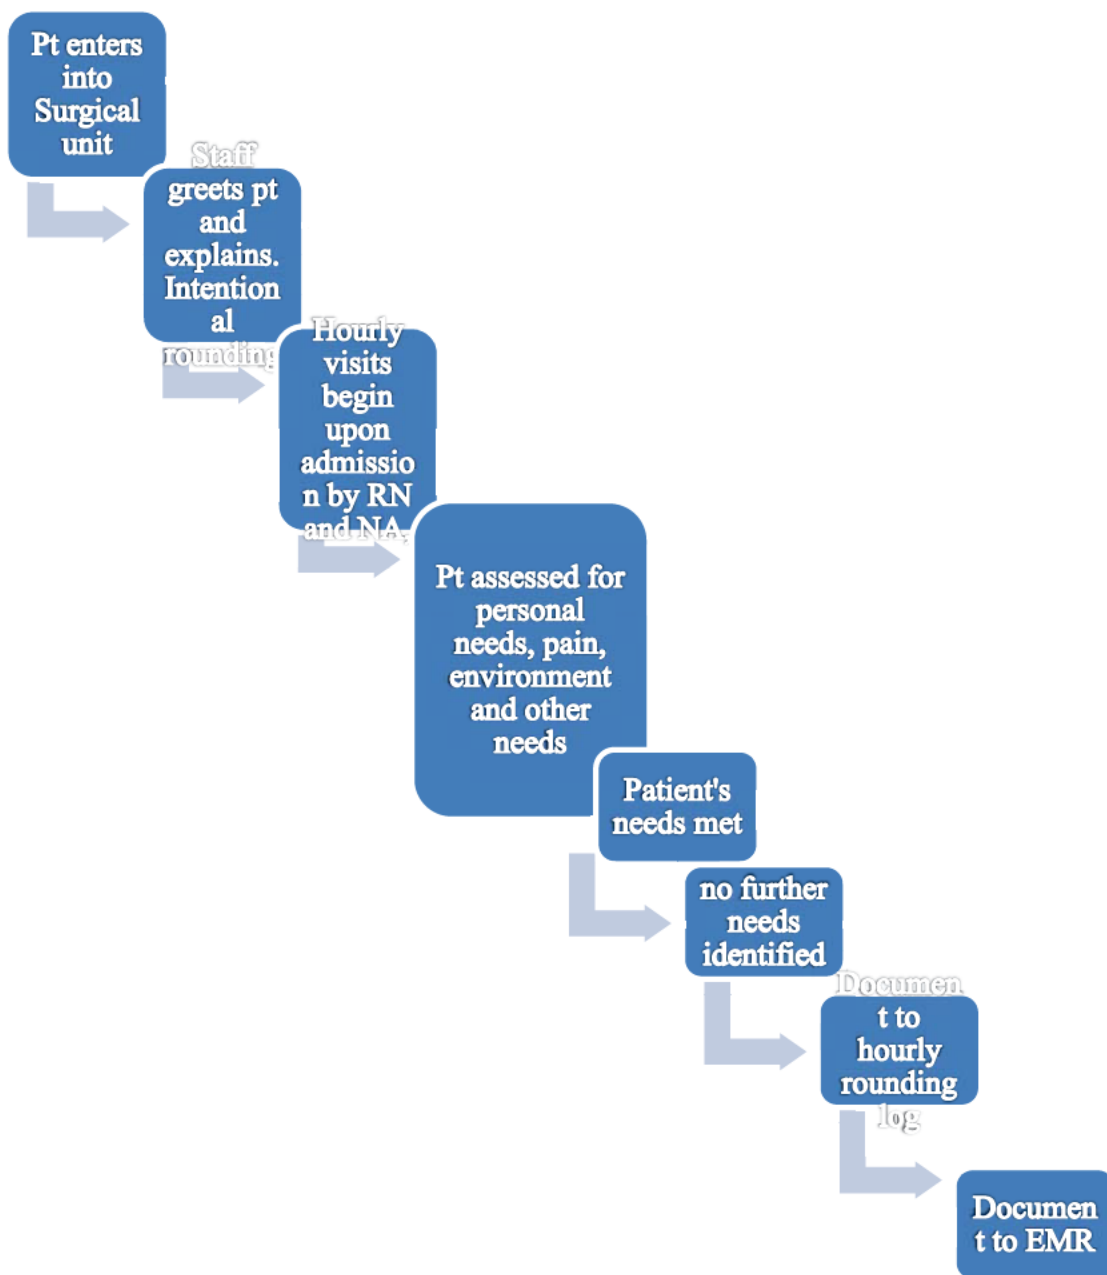 Pt enters
into
Surgical
unit
Staff
greets pt
and
explains.
Intention
al
rounding
Hourly
visits
begin
upon
admissio
n by RN
and NA.
Pt assessed for
personal
needs, pain,
environment
and other
needs
Patient's
needs met
no further
needs
identified
Documen
t to
hourly
rounding
log
Documen
t to EMR